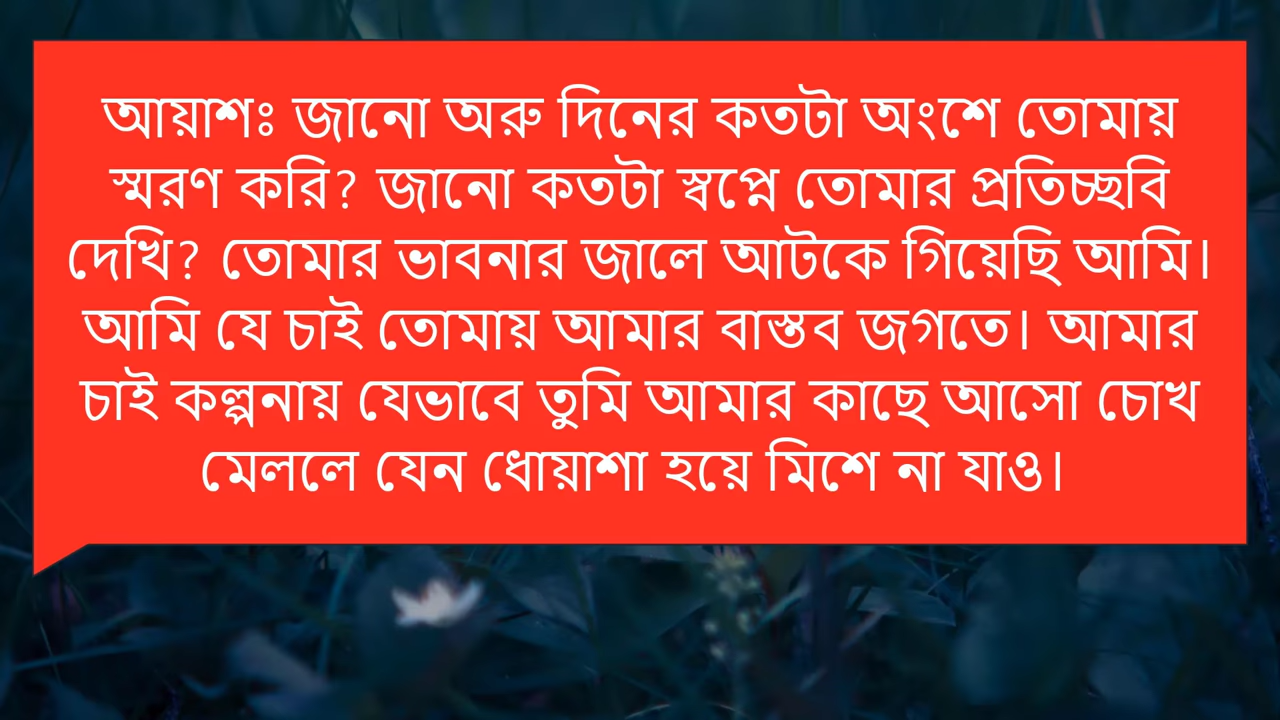 আয়াশঃ জানো অরু দিনের কতটা অংশে তোমায়
স্মরণ করি? জানো কতটা স্বপ্নে তোমার প্রতিচ্ছবি
দেখি? তোমার ভাবনার জালে আটকে গিয়েছি আমি।
আমি যে চাই তোমায় আমার বাস্তব জগতে। আমার
চাই কল্পনায় যেভাবে তুমি আমার কাছে আসো চোখ
মেললে যেন ধোয়াশা হয়ে মিশে না যাও।